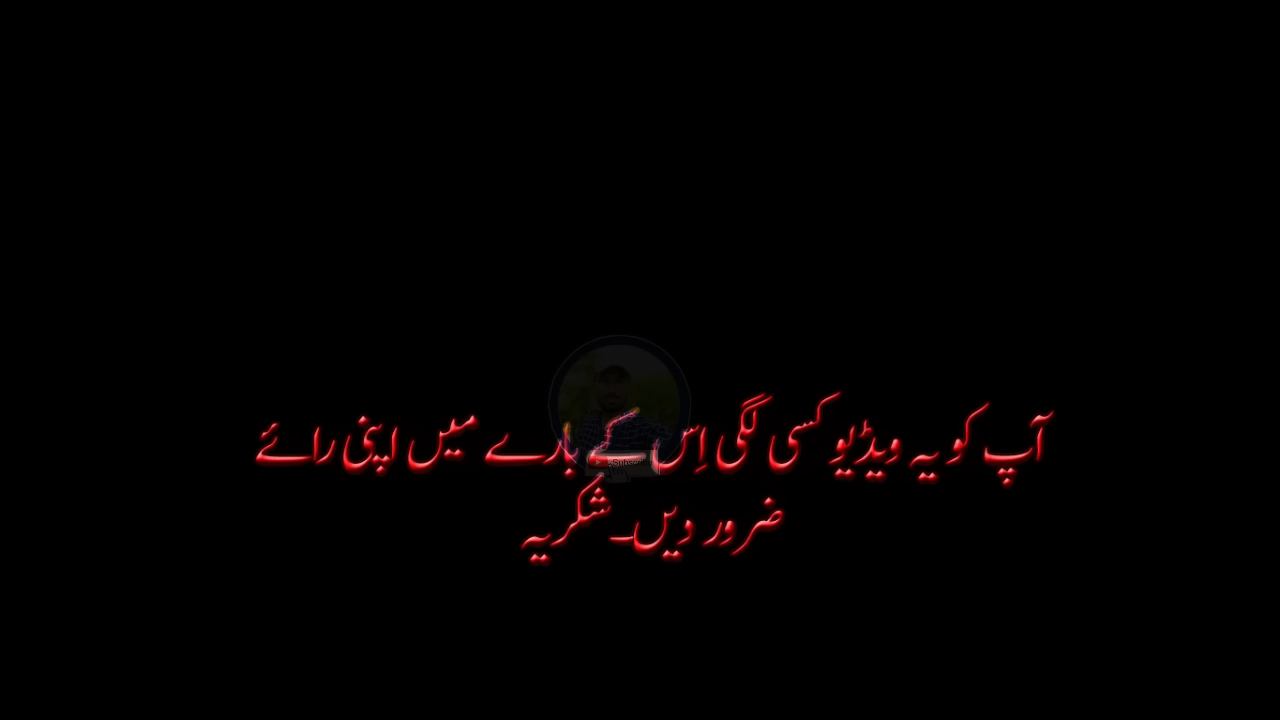 آپ کو یہ ویڈیو کسی لگی اِس کے بارے میں اپنی رائے
ضرور دیں۔ شکریہ